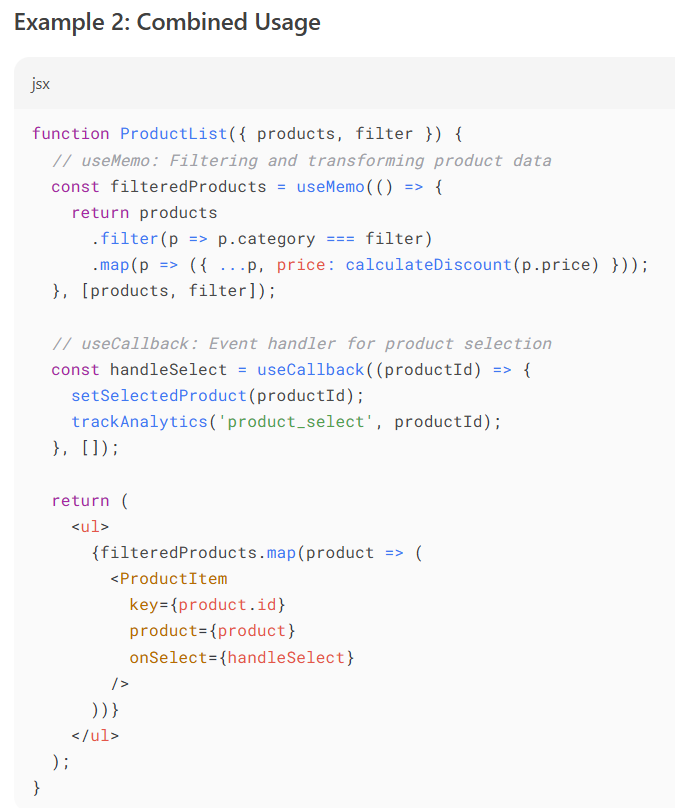 Example 2: Combined Usage
jsx
function ProductList({ products, filter }) {
  // useMemo: Filtering and transforming product data
  const filteredProducts = useMemo(() => {
    return products
      .filter(p => p.category === filter)
      .map(p => ({ ...p, price: calculateDiscount(p.price) }));
  }, [products, filter]);

  // useCallback: Event handler for product selection
  const handleSelect = useCallback((productId) => {
    setSelectedProduct(productId);
    trackAnalytics('product_select', productId);
  }, []);

  return (
    <ul>
      {filteredProducts.map(product => (
        <ProductItem
          key={product.id}
          product={product}
          onSelect={handleSelect}
        />
      ))}
    </ul>
  );
}